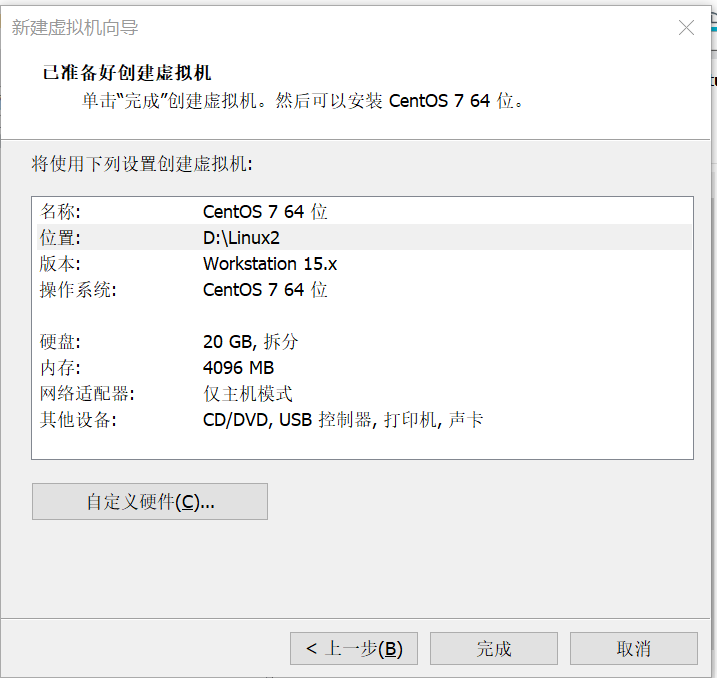 新建虚拟机向导
已准备好创建虚拟机
单击“完成”创建虚拟机。然后可以安装 CentOS 7 64 位。
将使用下列设置创建虚拟机:
名称: CentOS 7 64 位
位置: D:\Linux2
版本: Workstation 15.x
操作系统: CentOS 7 64 位
硬盘: 20 GB, 拆分
内存: 4096 MB
网络适配器: 仅主机模式
其他设备: CD/DVD, USB 控制器, 打印机, 声卡
自定义硬件(C)...
< 上一步(B) 完成 取消